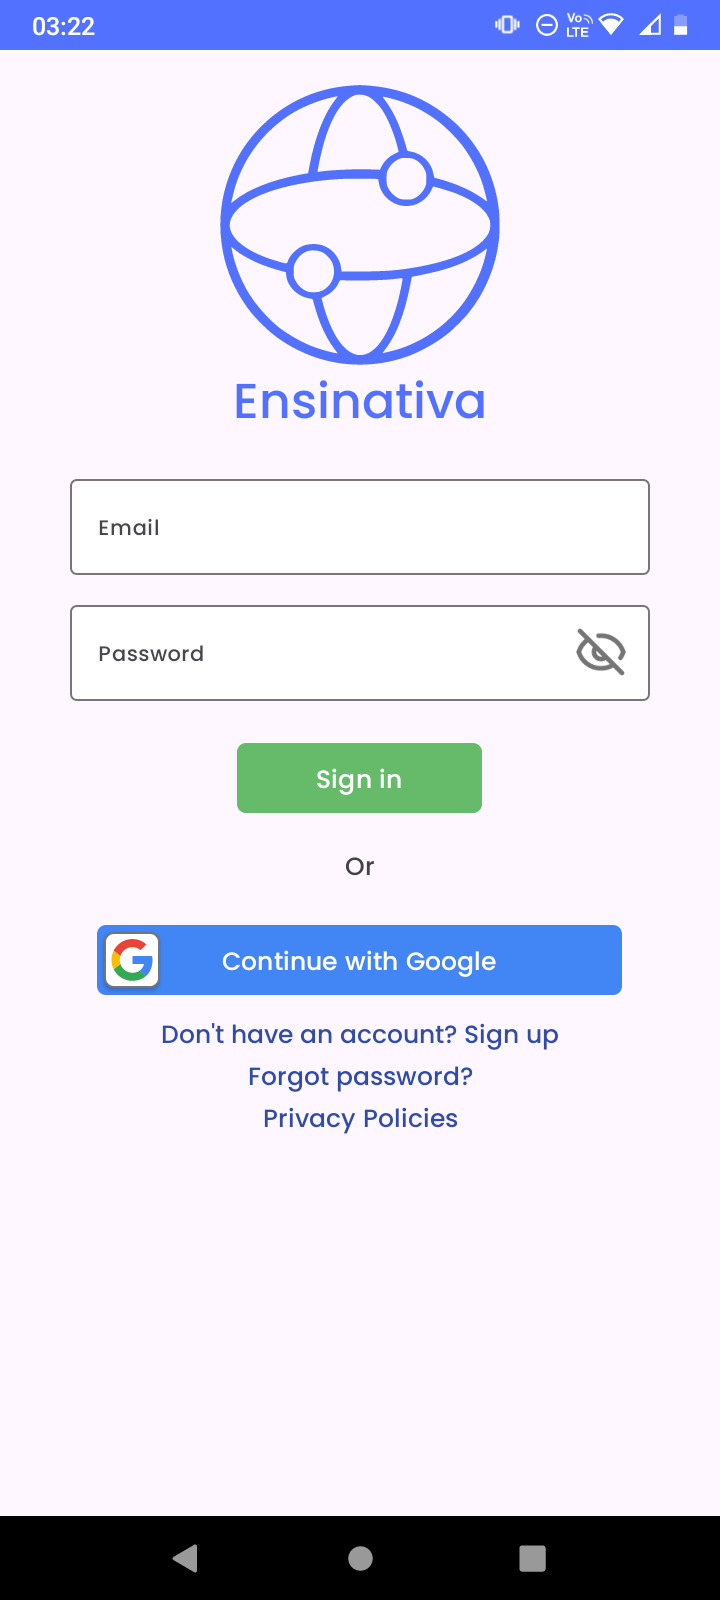 03:22
Vo
LTE
Ensinativa
Email
Password
Sign in
Or
Continue with Google
Don't have an account? Sign up
Forgot password?
Privacy Policies